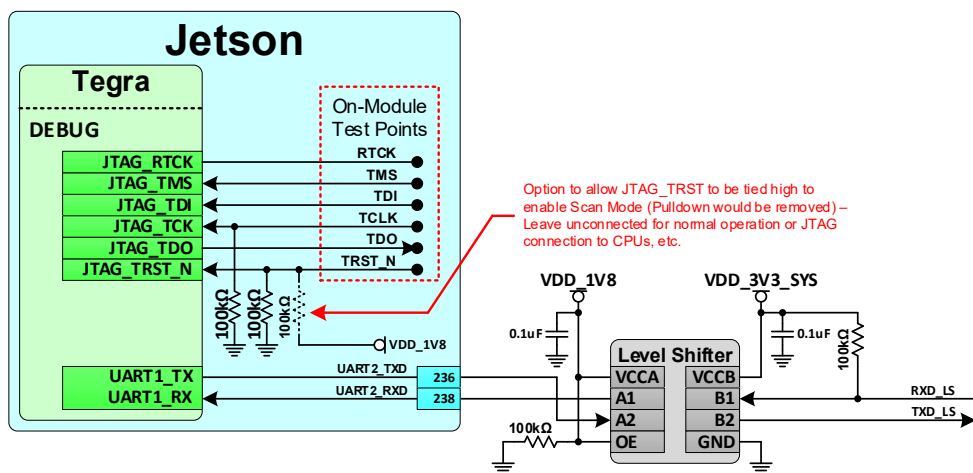 Jetson
Tegra
DEBUG
On-Module
Test Points
JTAG_RTCK
RTCK
JTAG_TMS
TMS
JTAG_TDI
TDI
JTAG_TCK
TCLK
JTAG_TDO
TDO
JTAG_TRST_N
TRST_N
100kΩ
100kΩ
100kΩ
VDD_1V8
Option to allow JTAG_TRST to be tied high to
enable Scan Mode (Pulldown would be removed) –
Leave unconnected for normal operation or JTAG
connection to CPUs, etc.
VDD_1V8
VDD_3V3_SYS
0.1uF
0.1uF
100kΩ
Level Shifter
VCCA
VCCB
A1
B1
A2
B2
OE
GND
UART1_TX
UART2_TXD
236
UART1_RX
UART2_RXD
238
RXD_LS
TXD_LS
100kΩ